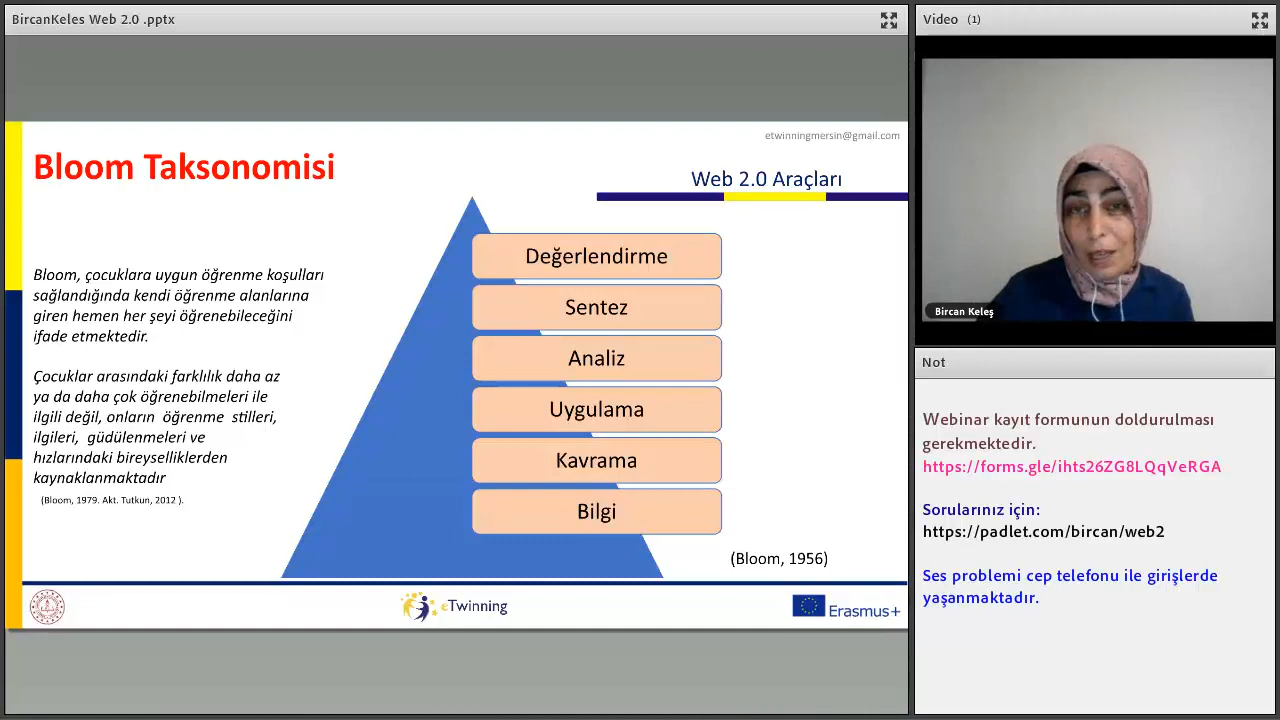 BircanKeles Web 2.0 .pptx
etwinningmersin@gmail.com
Bloom Taksonomisi
Web 2.0 Araçları
Bloom, çocuklara uygun öğrenme koşulları
sağlandığında kendi öğrenme alanlarına
giren hemen her şeyi öğrenebileceğini
ifade etmektedir.
Çocuklar arasındaki farklılık daha az
ya da daha çok öğrenebilmeleri ile
ilgili değil, onların öğrenme stilleri,
ilgileri, güdülenmeleri ve
hızlarındaki bireyselliklerden
kaynaklanmaktadır
(Bloom, 1979. Akt. Tutkun, 2012 ).
Değerlendirme
Sentez
Analiz
Uygulama
Kavrama
Bilgi
(Bloom, 1956)
eTwinning
Erasmus+
Video (1)
Bircan Keleş
Not
Webinar kayıt formunun doldurulması
gerekmektedir.
https://forms.gle/ihts26ZG8LQqVeRGA
Sorularınız için:
https://padlet.com/bircan/web2
Ses problemi cep telefonu ile girişlerde
yaşanmaktadır.